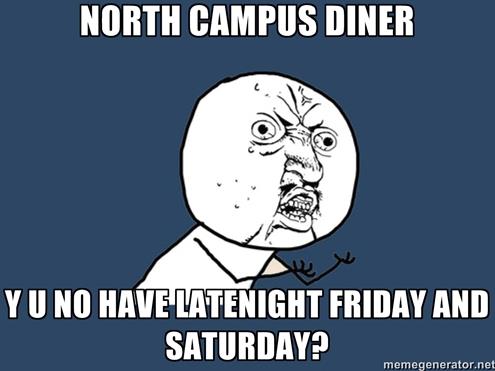 NORTH CAMPUS DINER
Y U NO HAVE LATENIGHT FRIDAY AND
SATURDAY?
memegenerator.net